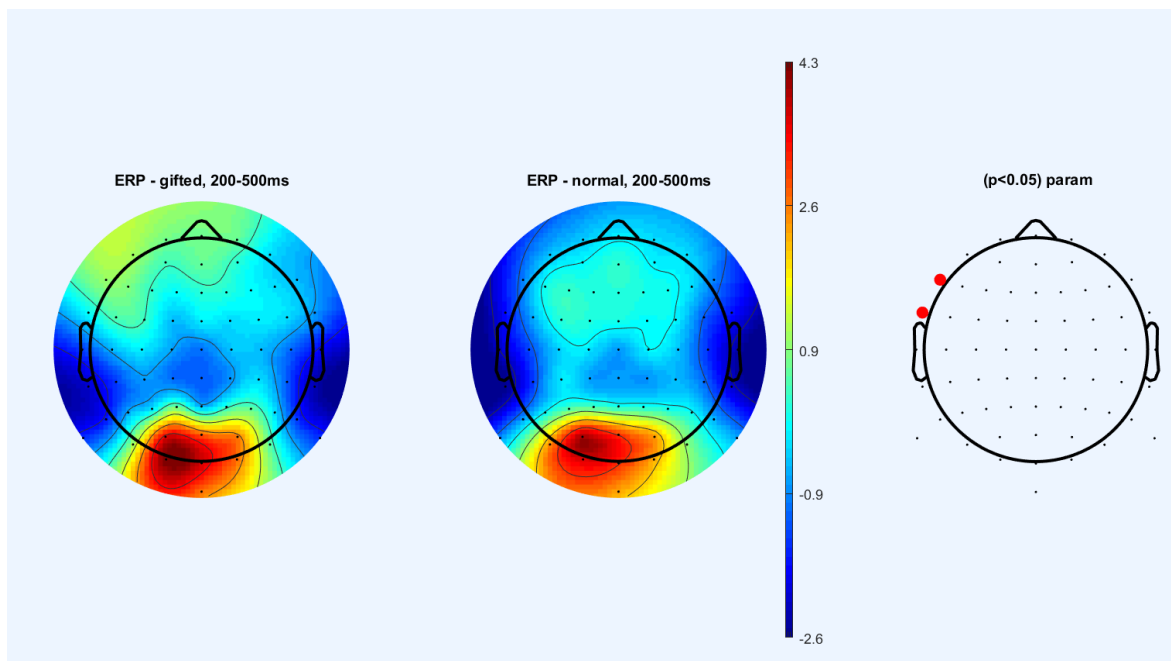 ERP - gifted, 200-500ms
ERP - normal, 200-500ms
4.3
2.6
0.9
-0.9
-2.6
(p<0.05) param